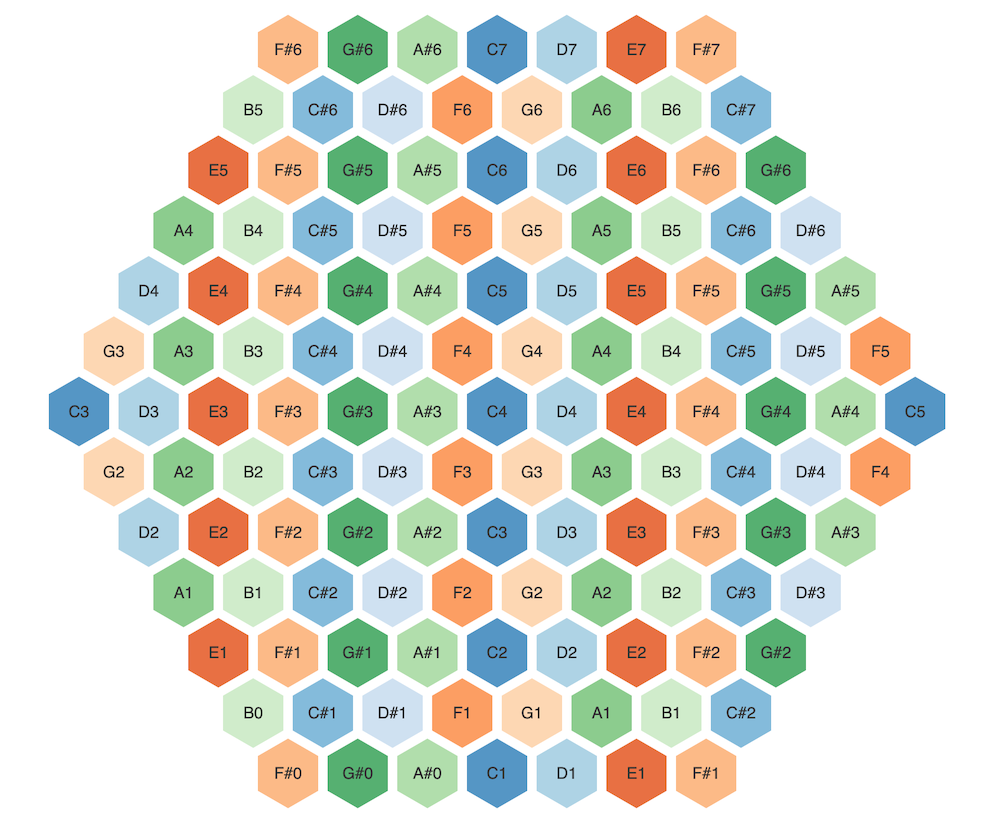 F#6 G#6 A#6 C7 D7 E7 F#7
B5 C#6 D#6 F6 G6 A6 B6 C#7
E5 F#5 G#5 A#5 C6 D6 E6 F#6 G#6
A4 B4 C#5 D#5 F5 G5 A5 B5 C#6 D#6
D4 E4 F#4 G#4 A#4 C5 D5 E5 F#5 G#5 A#5
G3 A3 B3 C#4 D#4 F4 G4 A4 B4 C#5 D#5 F5
C3 D3 E3 F#3 G#3 A#3 C4 D4 E4 F#4 G#4 A#4 C5
G2 A2 B2 C#3 D#3 F3 G3 A3 B3 C#4 D#4 F4
D2 E2 F#2 G#2 A#2 C3 D3 E3 F#3 G#3 A#3
A1 B1 C#2 D#2 F2 G2 A2 B2 C#3 D#3
E1 F#1 G#1 A#1 C2 D2 E2 F#2 G#2
B0 C#1 D#1 F1 G1 A1 B1 C#2
F#0 G#0 A#0 C1 D1 E1 F#1